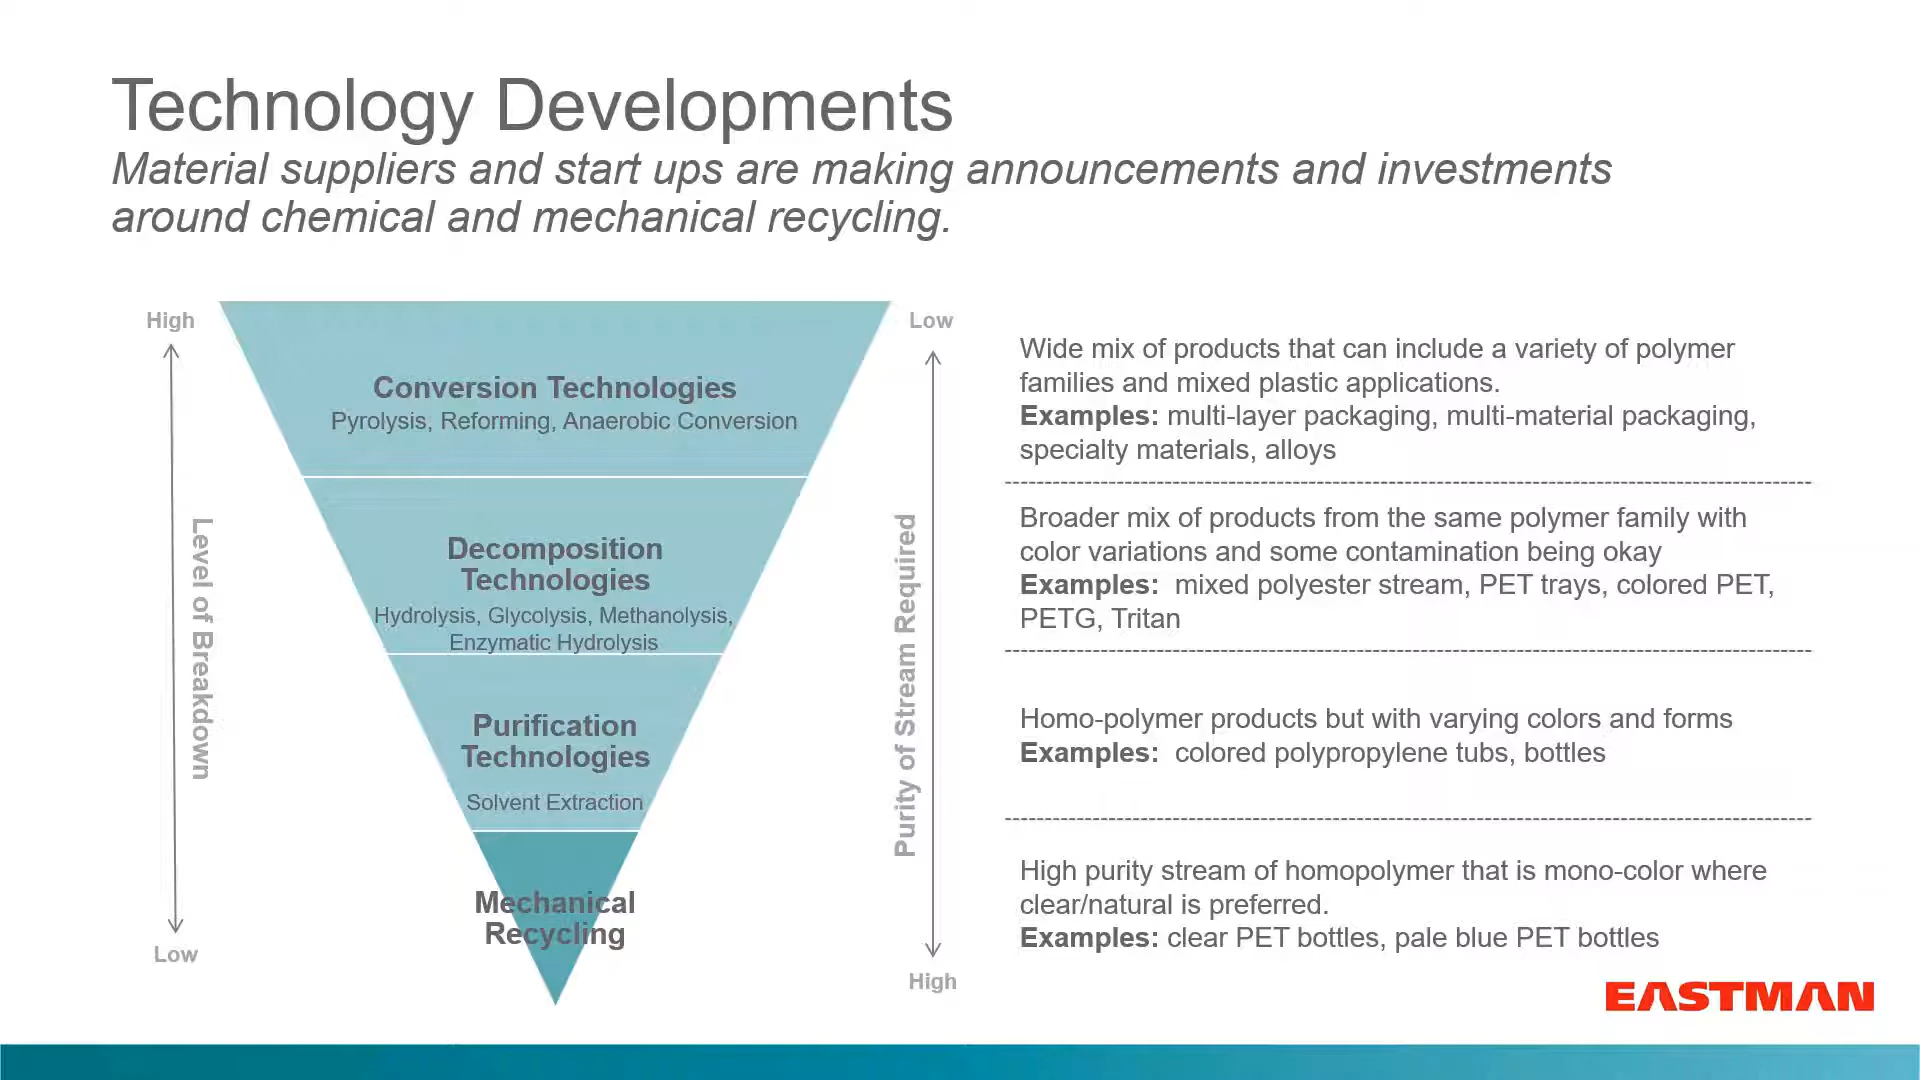 Technology Developments
Material suppliers and start ups are making announcements and investments
around chemical and mechanical recycling.
High
Level of Breakdown
Low
Conversion Technologies
Pyrolysis, Reforming, Anaerobic Conversion
Decomposition
Technologies
Hydrolysis, Glycolysis, Methanolysis,
Enzymatic Hydrolysis
Purification
Technologies
Solvent Extraction
Mechanical
Recycling
Low
Purity of Stream Required
High
Wide mix of products that can include a variety of polymer
families and mixed plastic applications.
Examples: multi-layer packaging, multi-material packaging,
specialty materials, alloys
Broader mix of products from the same polymer family with
color variations and some contamination being okay
Examples: mixed polyester stream, PET trays, colored PET,
PETG, Tritan
Homo-polymer products but with varying colors and forms
Examples: colored polypropylene tubs, bottles
High purity stream of homopolymer that is mono-color where
clear/natural is preferred.
Examples: clear PET bottles, pale blue PET bottles
EASTMAN